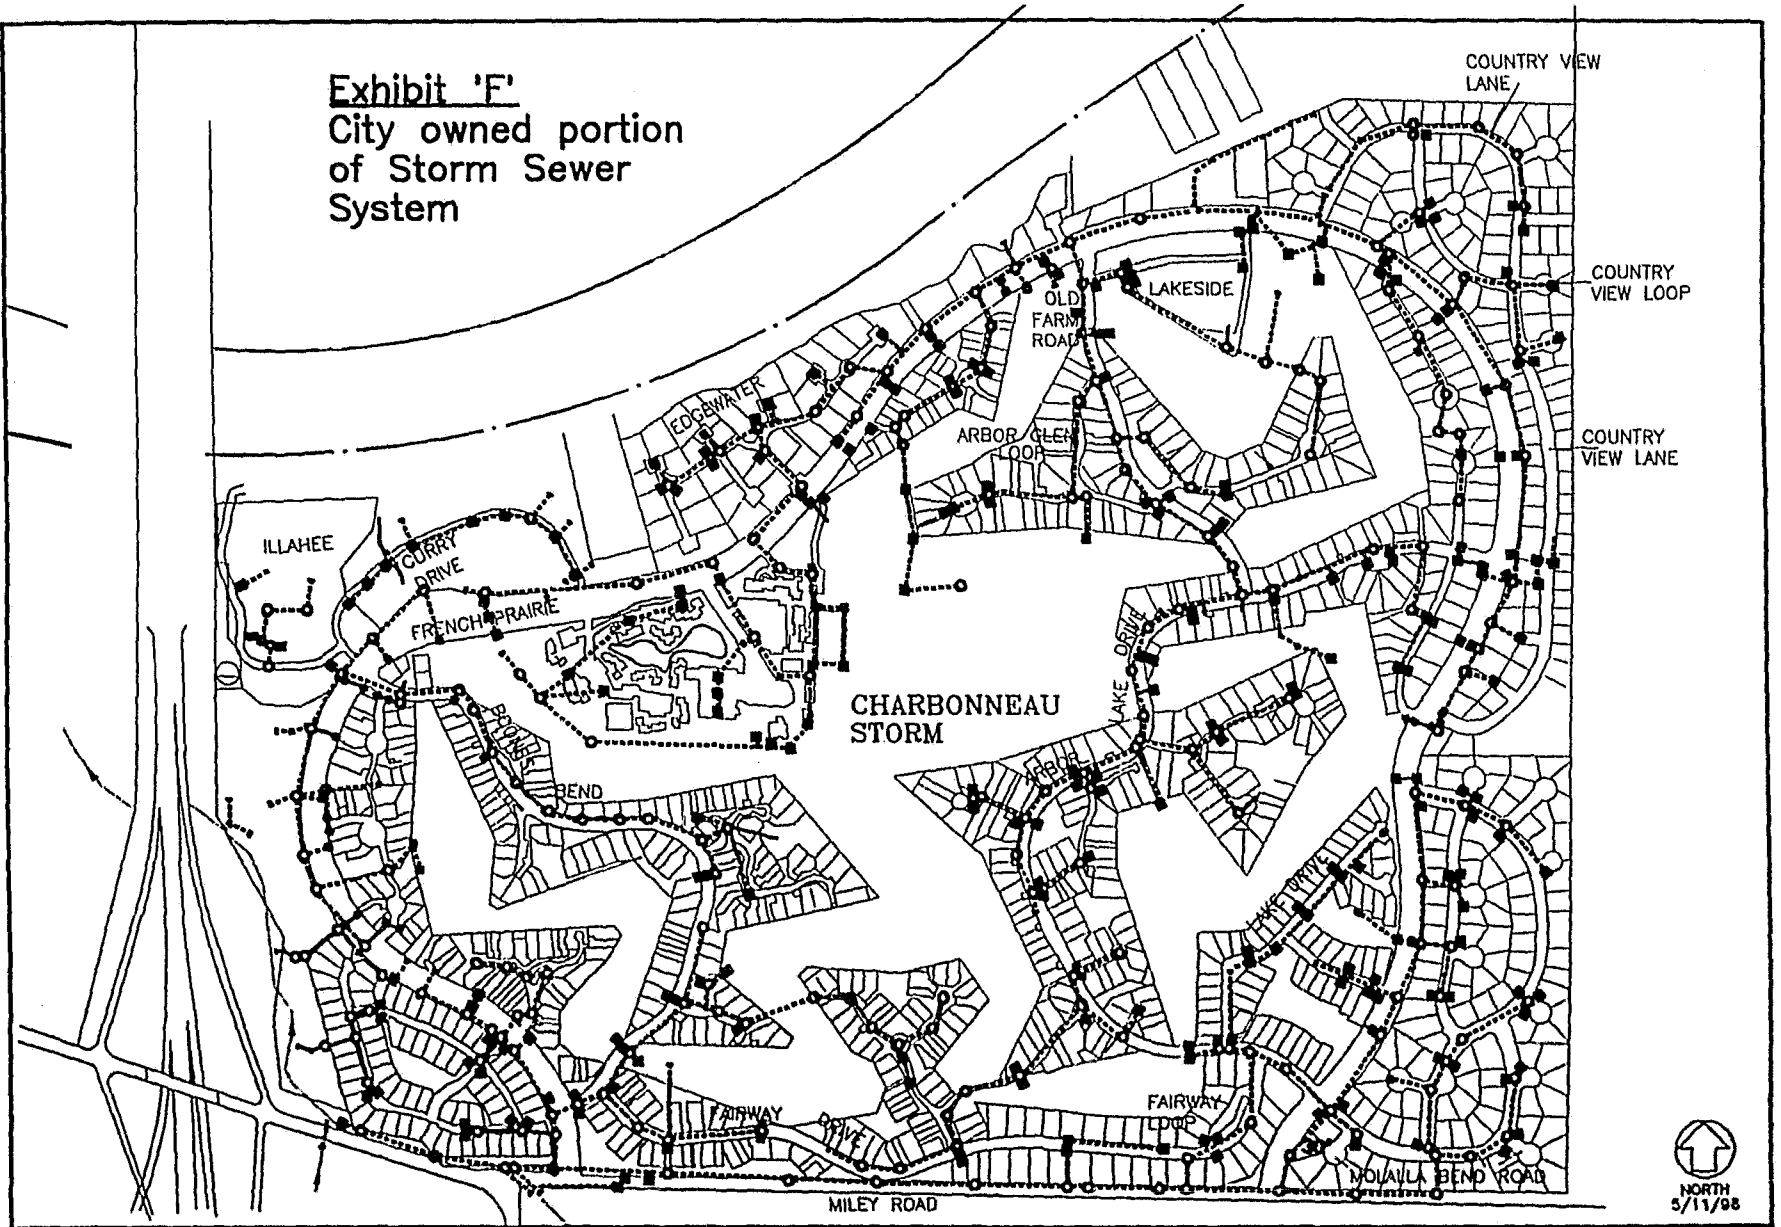 Exhibit 'F'
City owned portion
of Storm Sewer
System
COUNTRY VIEW
LANE
COUNTRY
VIEW LOOP
OLD
FARM
ROAD
LAKESIDE
EDGEWATER
ARBOR GLEN
LOOP
COUNTRY
VIEW LANE
ILLAHEE
CURRY
DRIVE
FRENCH PRAIRIE
LAKE DRIVE
CHARBONNEAU
STORM
BOONES
BEND
ARBOR
LAKE DRIVE
FAIRWAY
DRIVE
FAIRWAY
LOOP
MOLALLA BEND ROAD
MILEY ROAD
NORTH
5/11/98